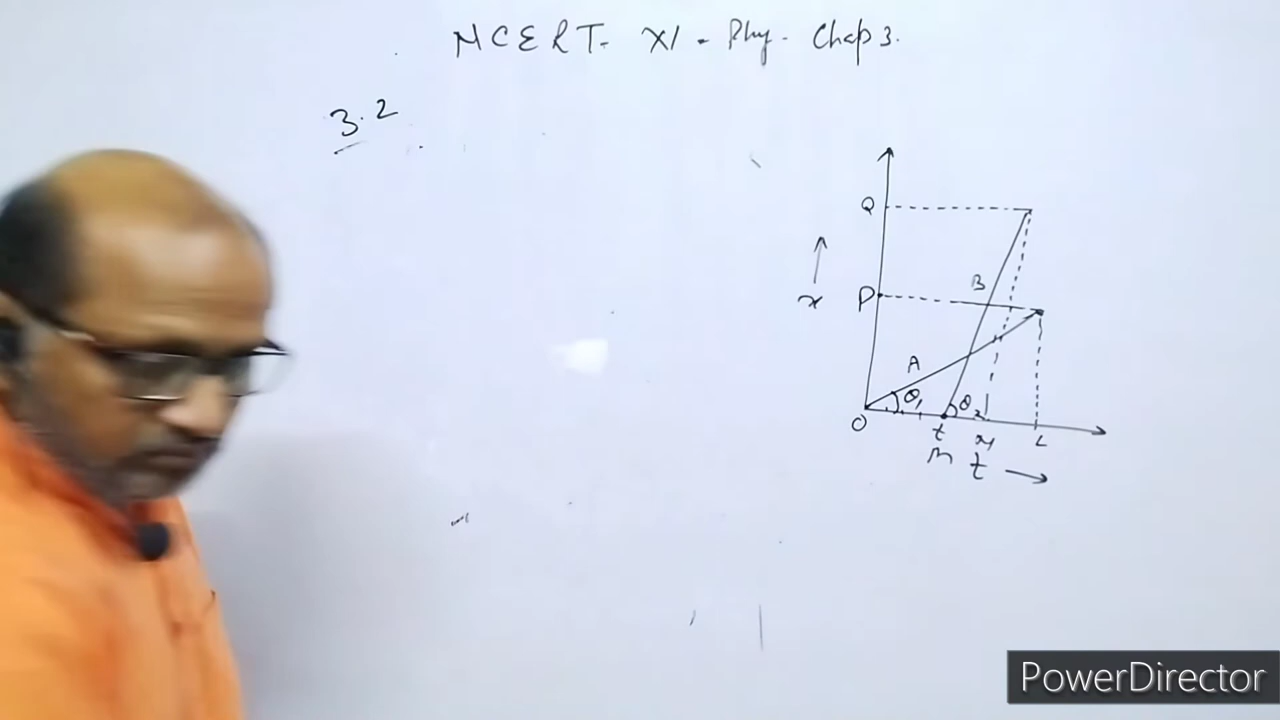 NCERT- XI - Phy- Chap 3.
3.2
Q
x
P
B
A
θ1
θ2
O
t
L
t
PowerDirector